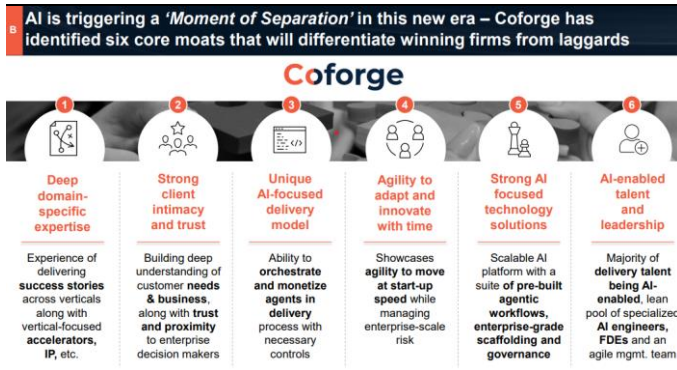 B
AI is triggering a ‘Moment of Separation’ in this new era – Coforge has
identified six core moats that will differentiate winning firms from laggards
Coforge
1
Deep
domain-
specific
expertise
Experience of
delivering
success stories
across verticals
along with
vertical-focused
accelerators,
IP, etc.
2
Strong
client
intimacy
and trust
Building deep
understanding of
customer needs
& business,
along with trust
and proximity
to enterprise
decision makers
3
Unique
AI-focused
delivery
model
Ability to
orchestrate
and monetize
agents in
delivery
process with
necessary
controls
4
Agility to
adapt and
innovate
with time
Showcases
agility to move
at start-up
speed while
managing
enterprise-scale
risk
5
Strong AI
focused
technology
solutions
Scalable AI
platform with a
suite of pre-built
agentic
workflows,
enterprise-grade
scaffolding and
governance
6
AI-enabled
talent
and
leadership
Majority of
delivery talent
being AI-
enabled, lean
pool of specialized
AI engineers,
FDEs and an
agile mgmt. team